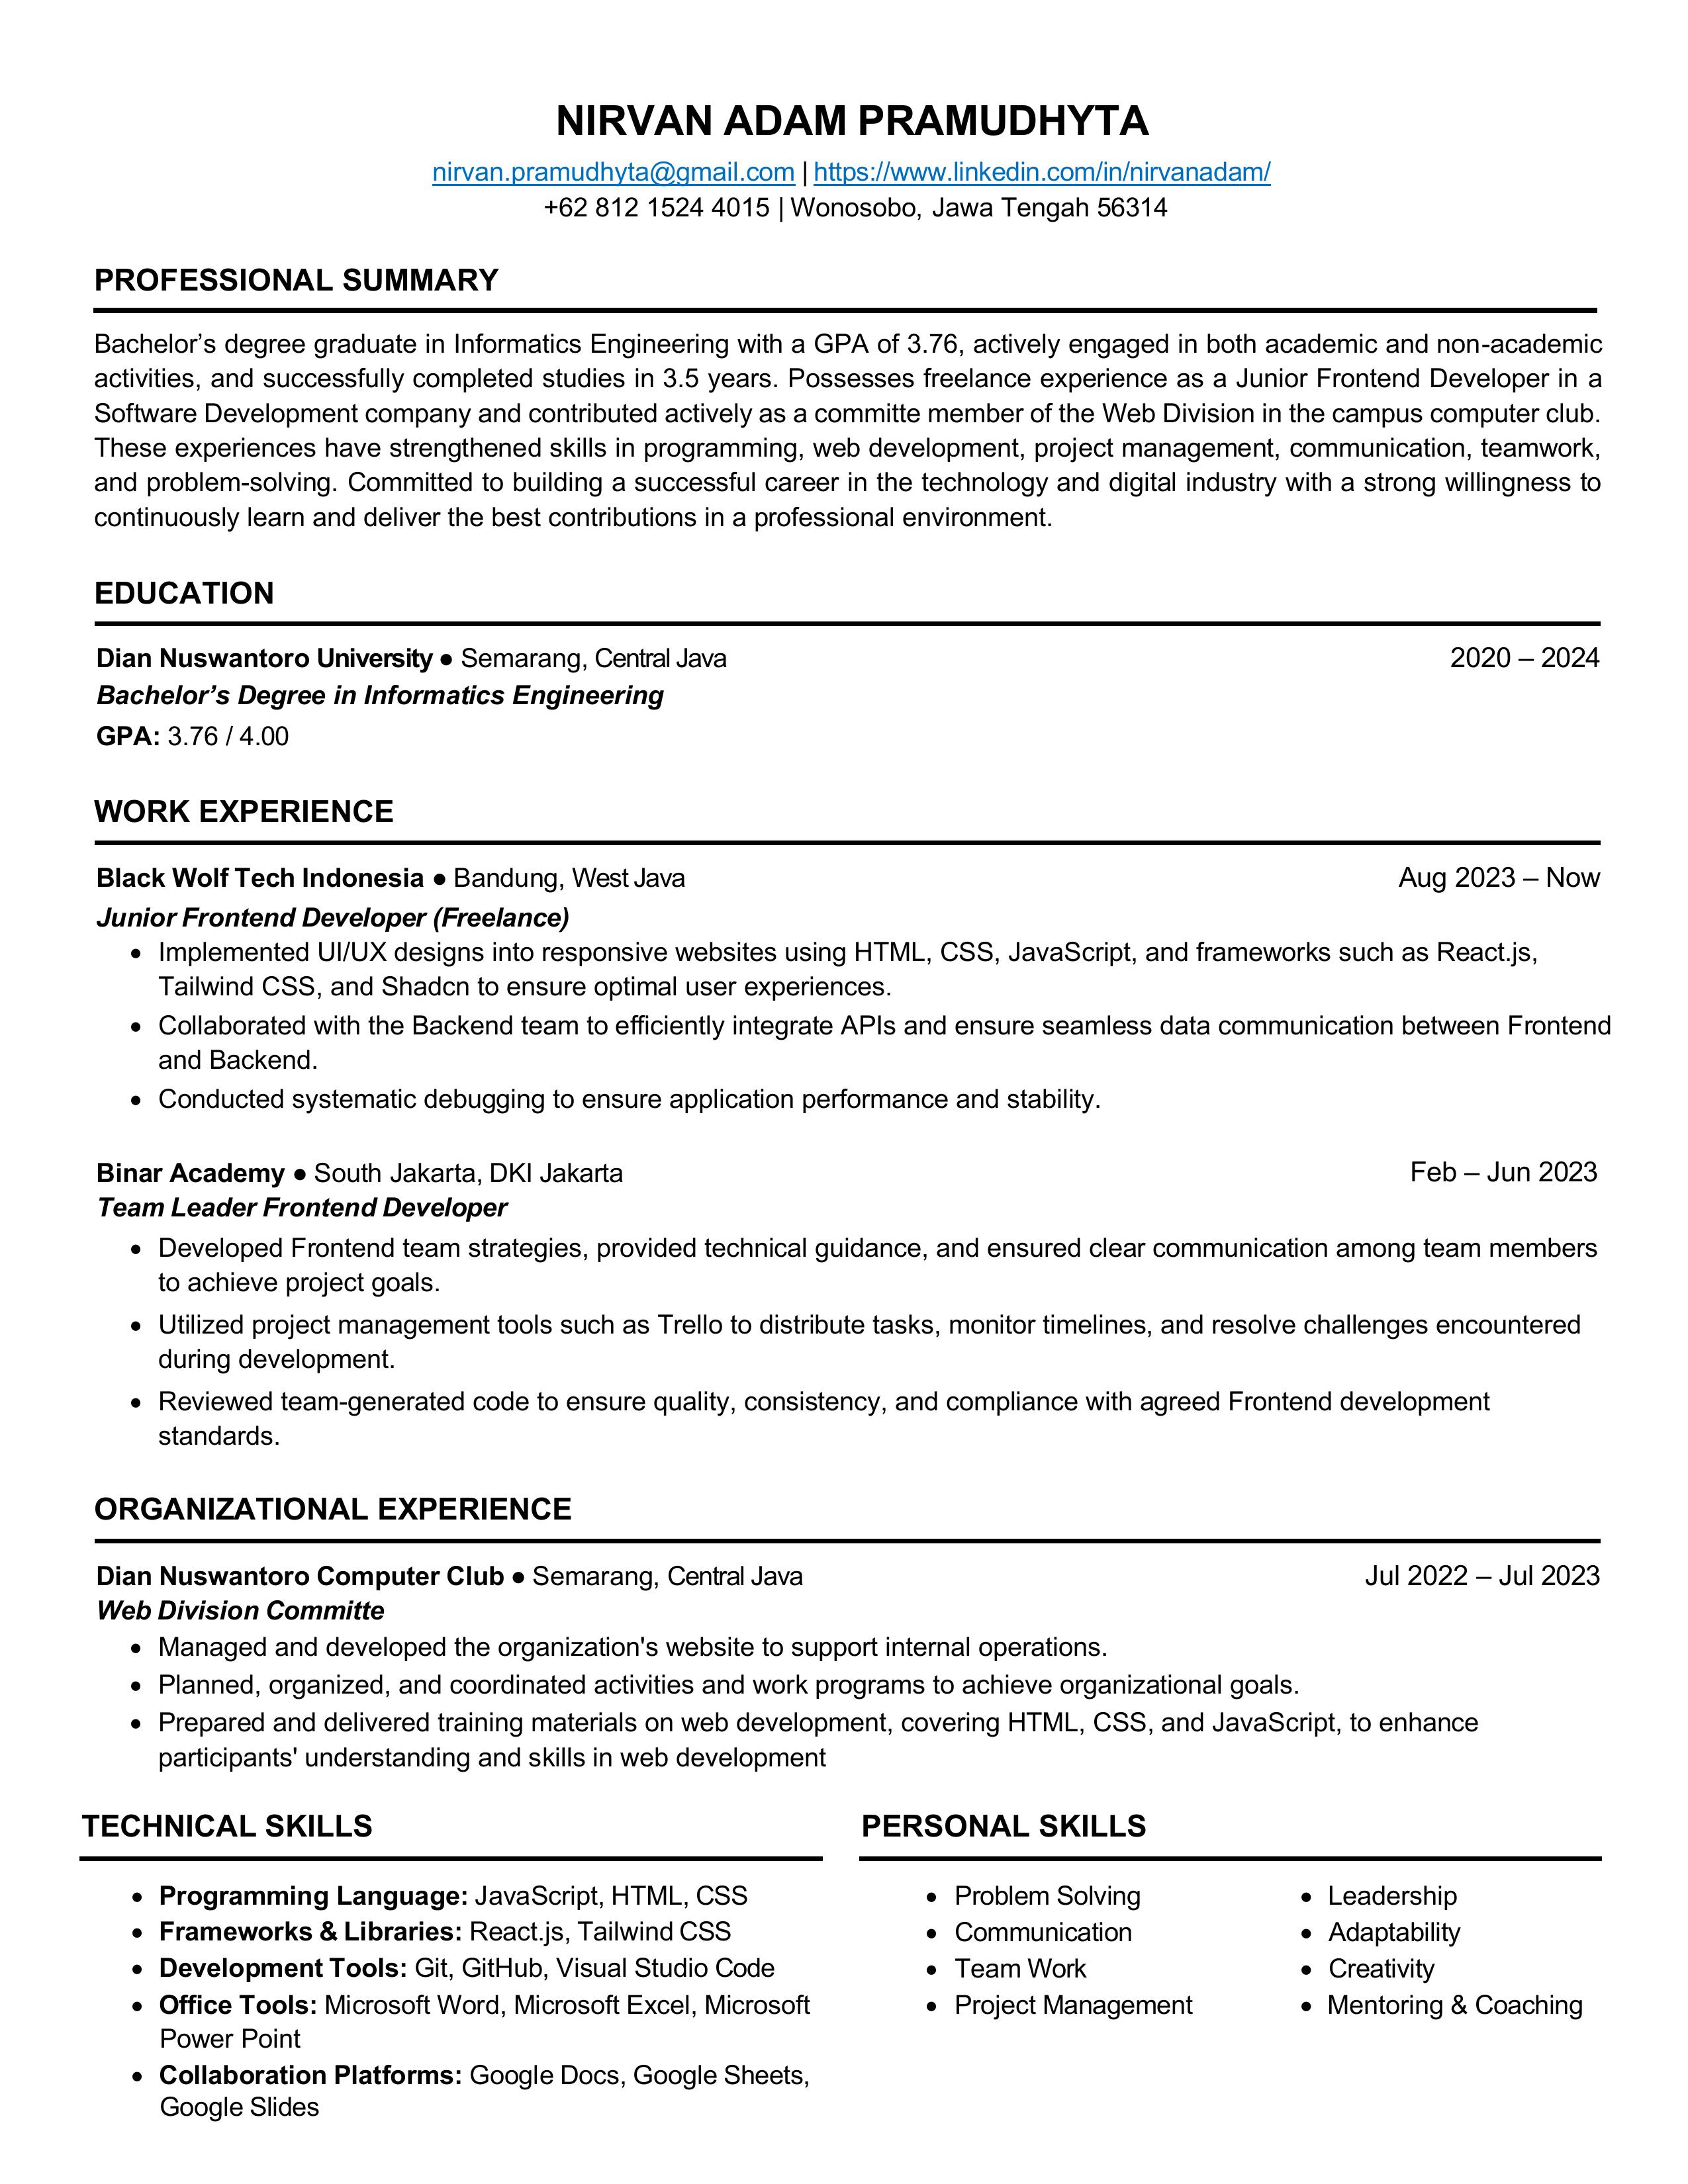 NIRVAN ADAM PRAMUDHYTA
nirvan.pramudhyta@gmail.com | https://www.linkedin.com/in/nirvanadam/
+62 812 1524 4015 | Wonosobo, Jawa Tengah 56314
PROFESSIONAL SUMMARY
Bachelor’s degree graduate in Informatics Engineering with a GPA of 3.76, actively engaged in both academic and non-academic
activities, and successfully completed studies in 3.5 years. Possesses freelance experience as a Junior Frontend Developer in a
Software Development company and contributed actively as a committe member of the Web Division in the campus computer club.
These experiences have strengthened skills in programming, web development, project management, communication, teamwork,
and problem-solving. Committed to building a successful career in the technology and digital industry with a strong willingness to
continuously learn and deliver the best contributions in a professional environment.
EDUCATION
Dian Nuswantoro University ● Semarang, Central Java 2020 – 2024
Bachelor’s Degree in Informatics Engineering
GPA: 3.76 / 4.00
WORK EXPERIENCE
Black Wolf Tech Indonesia ● Bandung, West Java Aug 2023 – Now
Junior Frontend Developer (Freelance)
• Implemented UI/UX designs into responsive websites using HTML, CSS, JavaScript, and frameworks such as React.js,
Tailwind CSS, and Shadcn to ensure optimal user experiences.
• Collaborated with the Backend team to efficiently integrate APIs and ensure seamless data communication between Frontend
and Backend.
• Conducted systematic debugging to ensure application performance and stability.
Binar Academy ● South Jakarta, DKI Jakarta Feb – Jun 2023
Team Leader Frontend Developer
• Developed Frontend team strategies, provided technical guidance, and ensured clear communication among team members
to achieve project goals.
• Utilized project management tools such as Trello to distribute tasks, monitor timelines, and resolve challenges encountered
during development.
• Reviewed team-generated code to ensure quality, consistency, and compliance with agreed Frontend development
standards.
ORGANIZATIONAL EXPERIENCE
Dian Nuswantoro Computer Club ● Semarang, Central Java Jul 2022 – Jul 2023
Web Division Committe
• Managed and developed the organization's website to support internal operations.
• Planned, organized, and coordinated activities and work programs to achieve organizational goals.
• Prepared and delivered training materials on web development, covering HTML, CSS, and JavaScript, to enhance
participants' understanding and skills in web development
TECHNICAL SKILLS
• Programming Language: JavaScript, HTML, CSS
• Frameworks & Libraries: React.js, Tailwind CSS
• Development Tools: Git, GitHub, Visual Studio Code
• Office Tools: Microsoft Word, Microsoft Excel, Microsoft
Power Point
• Collaboration Platforms: Google Docs, Google Sheets,
Google Slides
PERSONAL SKILLS
• Problem Solving
• Communication
• Team Work
• Project Management
• Leadership
• Adaptability
• Creativity
• Mentoring & Coaching